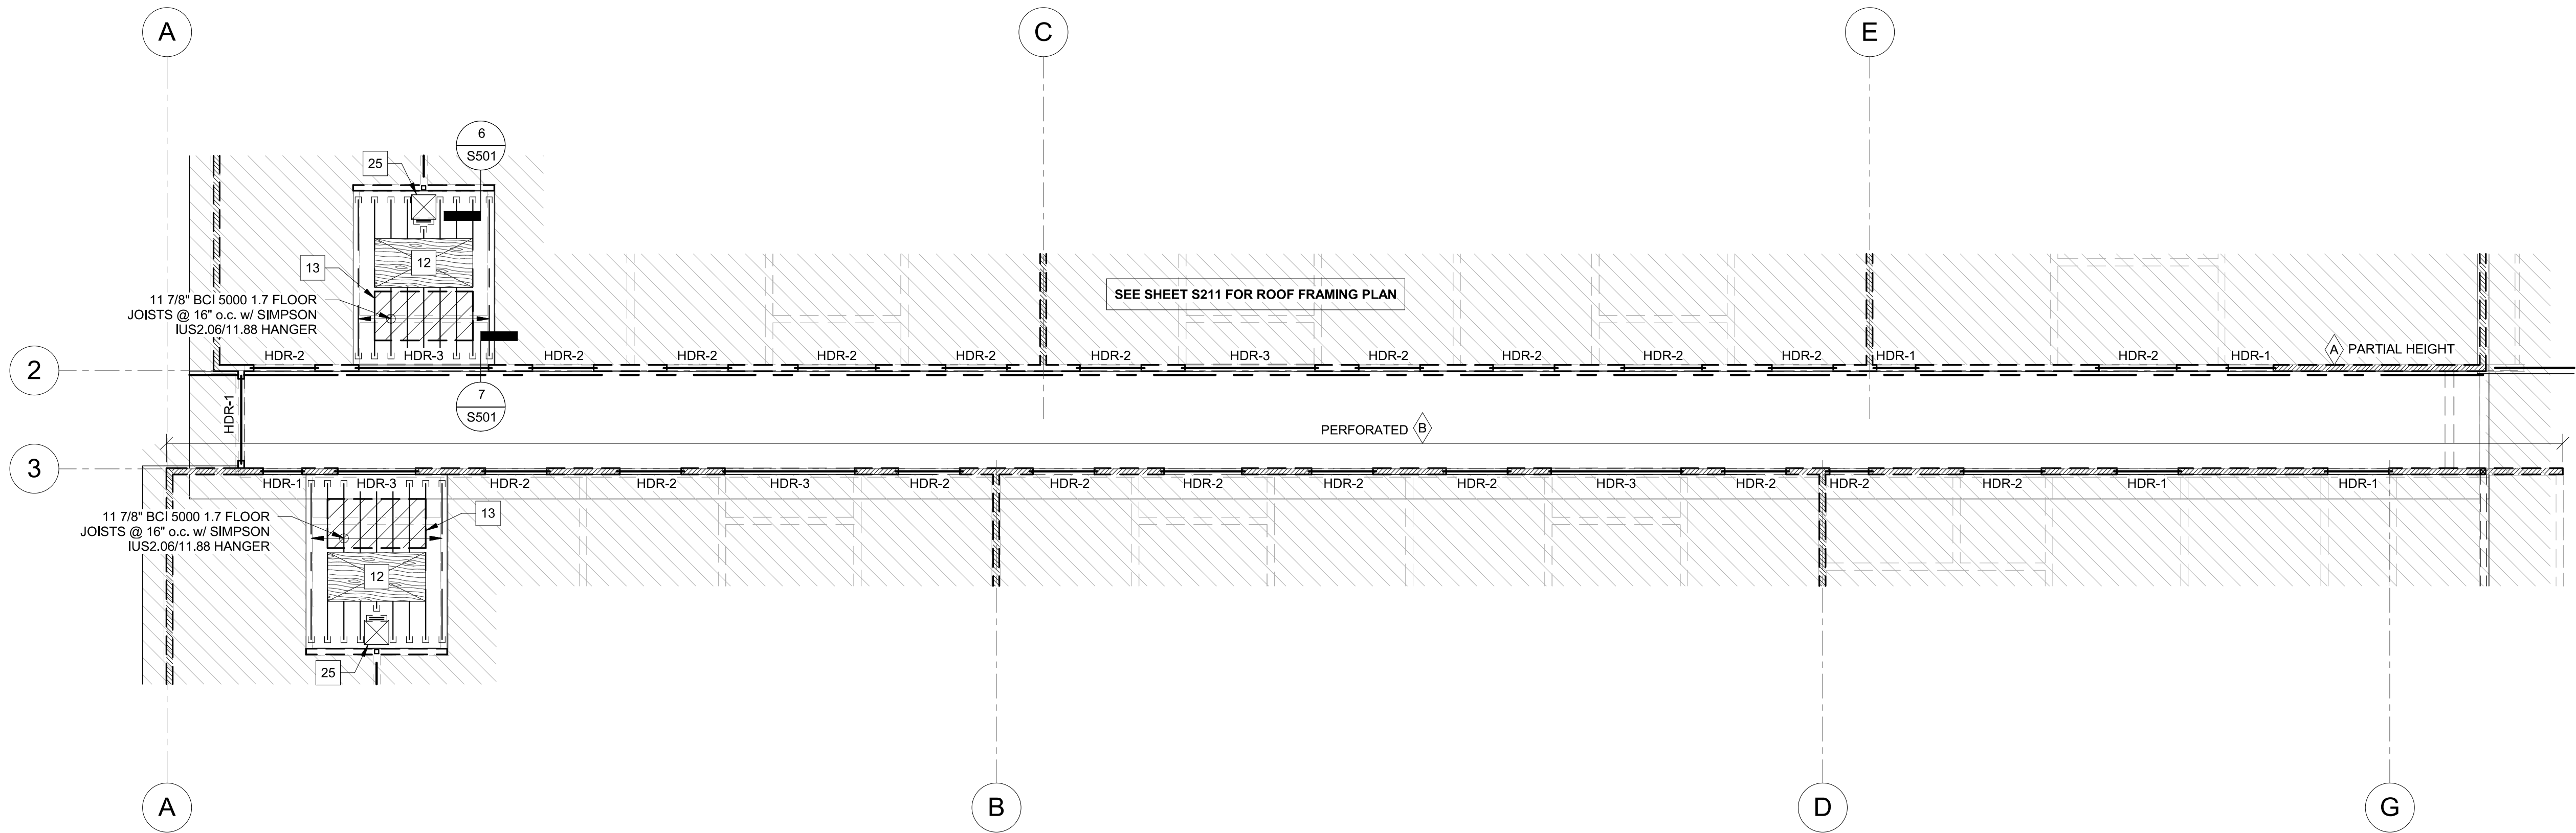 A
C
E
6
S501
25
12
13
11 7/8" BCI 5000 1.7 FLOOR
JOISTS @ 16" o.c. w/ SIMPSON
IUS2.06/11.88 HANGER
SEE SHEET S211 FOR ROOF FRAMING PLAN
2
HDR-2
HDR-3
HDR-2
HDR-2
HDR-2
HDR-2
HDR-2
HDR-3
HDR-2
HDR-2
HDR-2
HDR-2
HDR-1
HDR-2
HDR-1
A
PARTIAL HEIGHT
7
S501
HDR-1
PERFORATED
B
3
HDR-1
HDR-3
HDR-2
HDR-2
HDR-3
HDR-2
HDR-2
HDR-2
HDR-2
HDR-2
HDR-3
HDR-2
HDR-2
HDR-2
HDR-1
HDR-1
11 7/8" BCI 5000 1.7 FLOOR
JOISTS @ 16" o.c. w/ SIMPSON
IUS2.06/11.88 HANGER
13
12
25
A
B
D
G